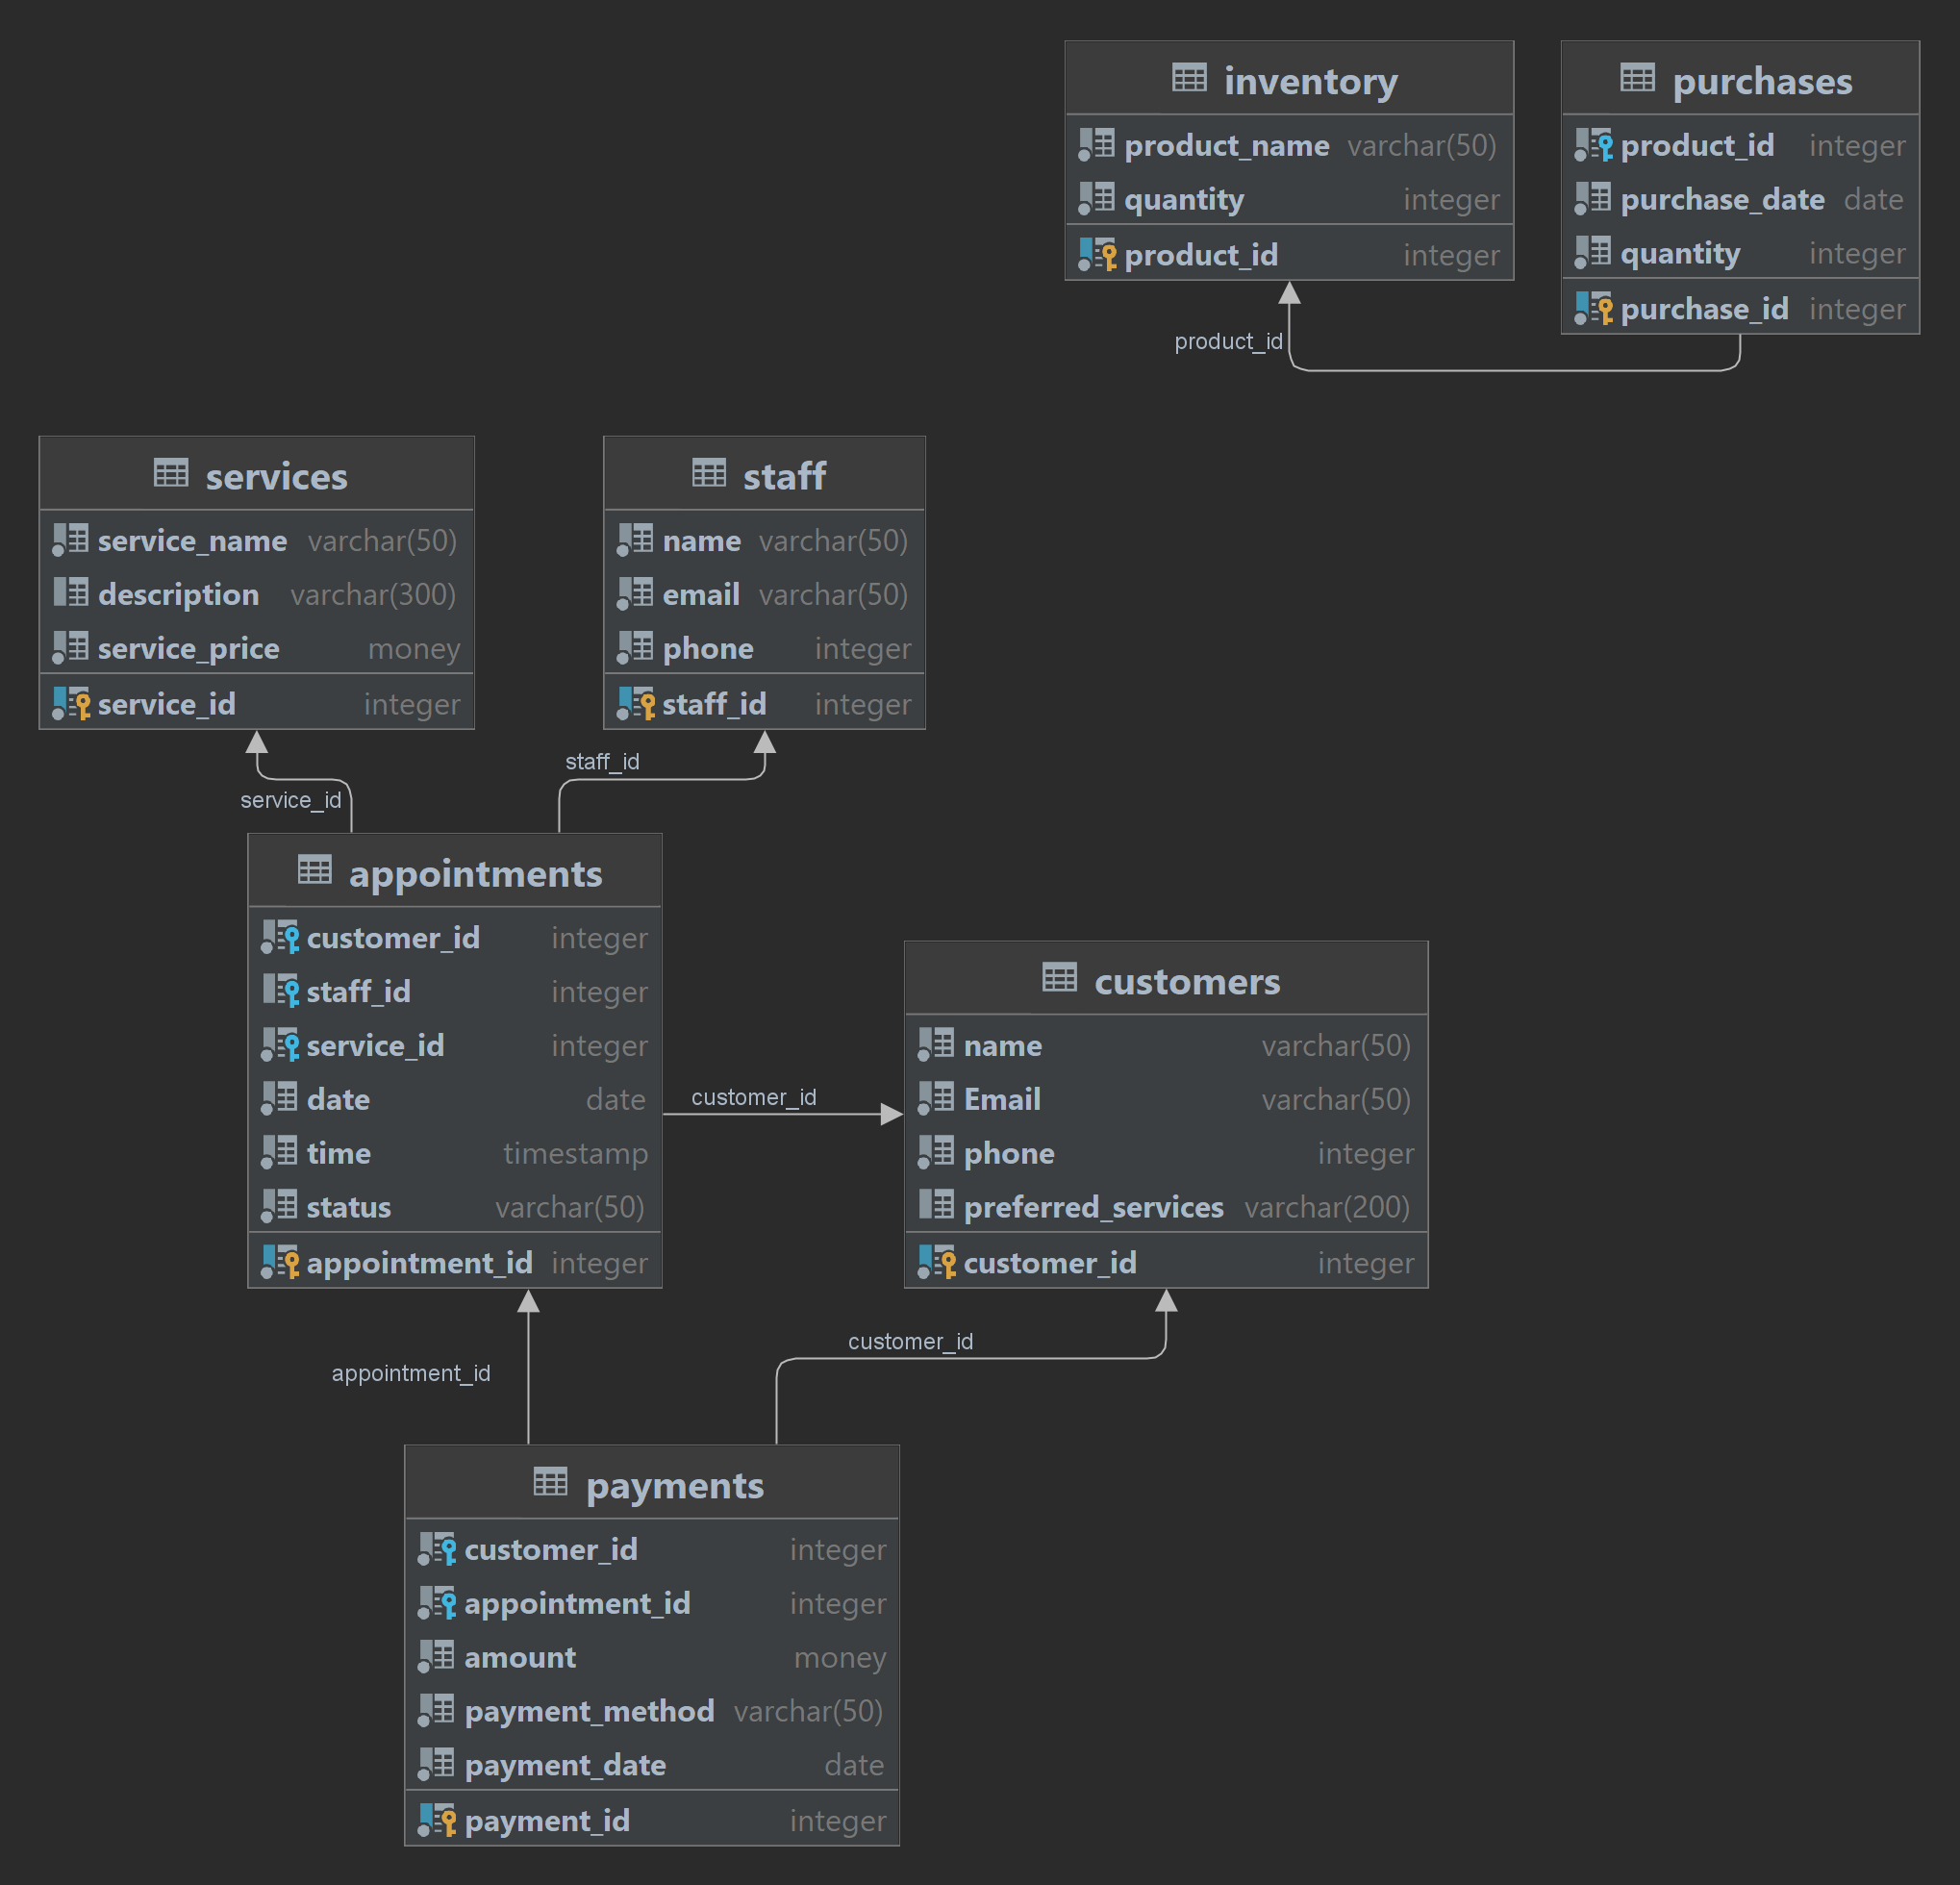 inventory
product_name varchar(50)
quantity integer
product_id integer
purchases
product_id integer
purchase_date date
quantity integer
purchase_id integer
product_id
services
service_name varchar(50)
description varchar(300)
service_price money
service_id integer
staff
name varchar(50)
email varchar(50)
phone integer
staff_id integer
staff_id
service_id
appointments
customer_id integer
staff_id integer
service_id integer
date date
time timestamp
status varchar(50)
appointment_id integer
customer_id
customers
name varchar(50)
Email varchar(50)
phone integer
preferred_services varchar(200)
customer_id integer
customer_id
appointment_id
payments
customer_id integer
appointment_id integer
amount money
payment_method varchar(50)
payment_date date
payment_id integer